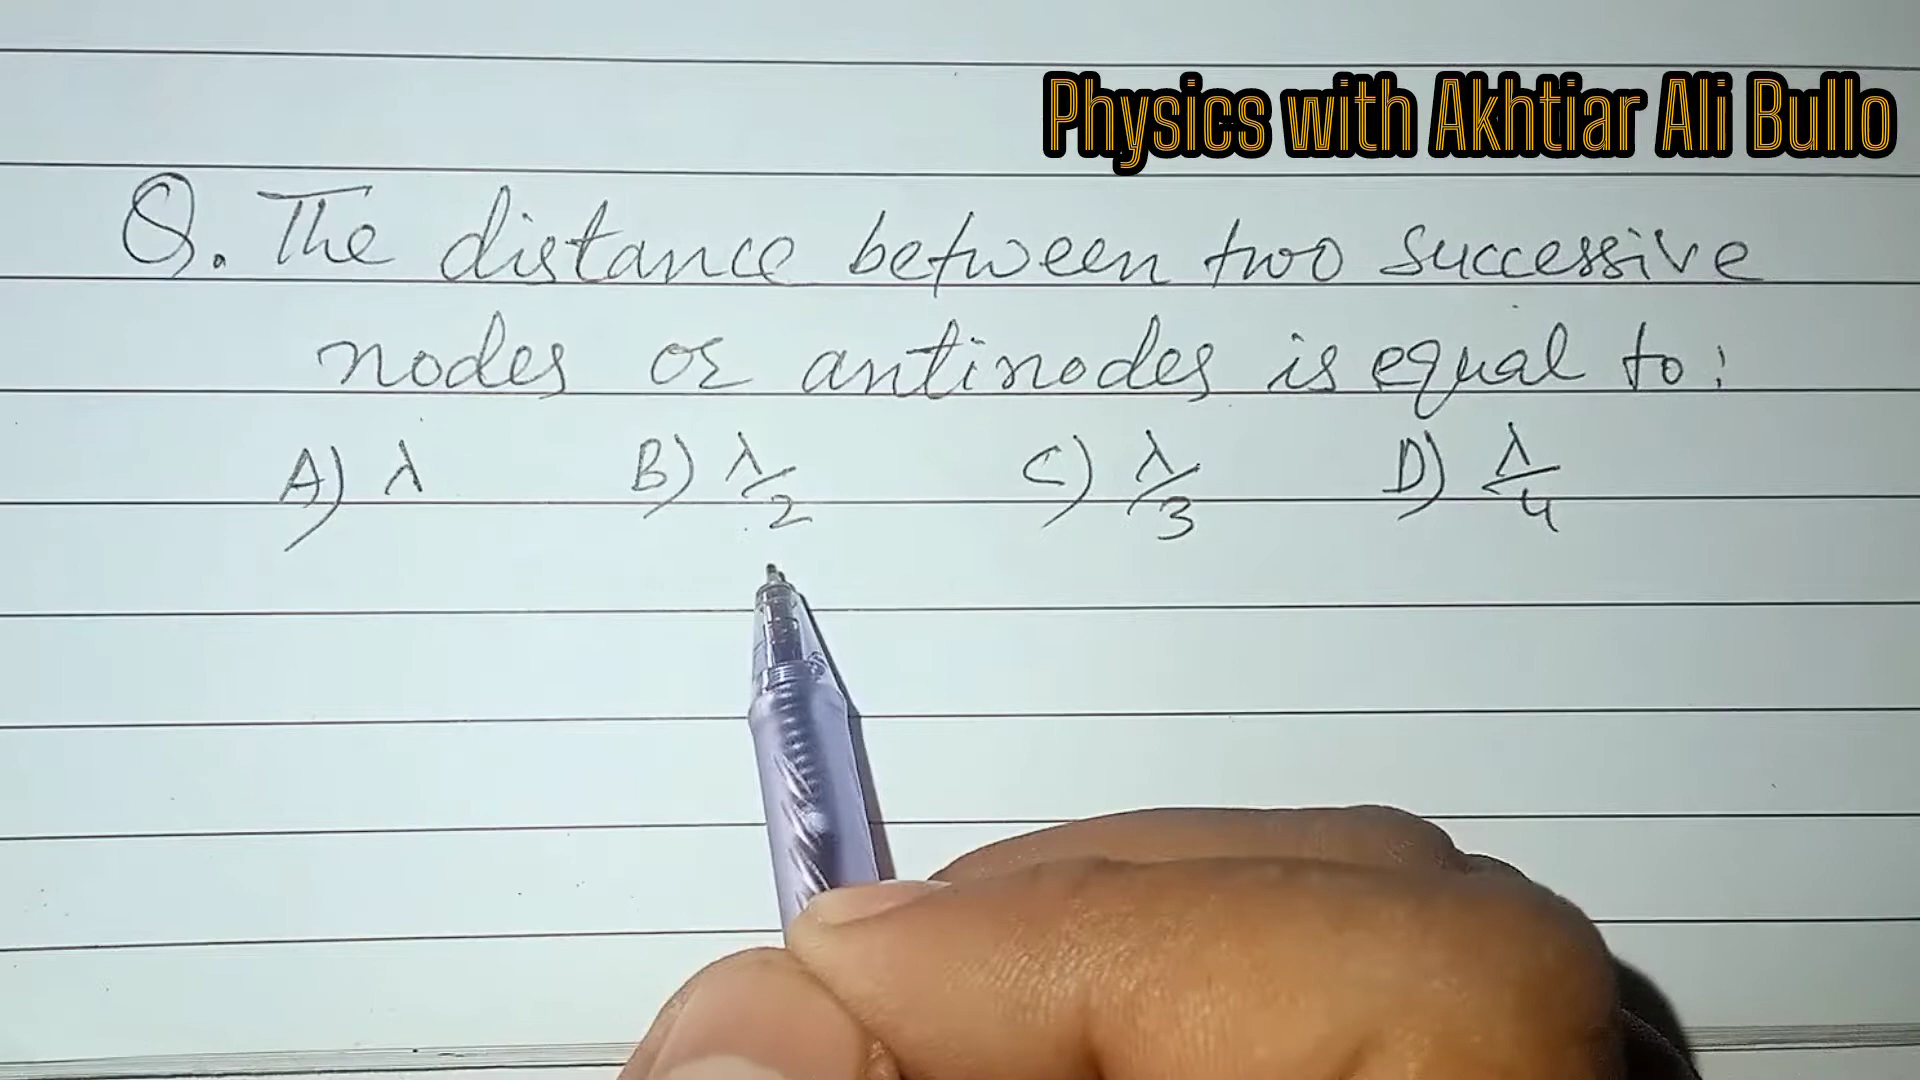 Physics with Akhtiar Ali Bullo
Q. The distance between two successive
nodes or antinodes is equal to:
A) λ B) λ/2 C) λ/3 D) λ/4